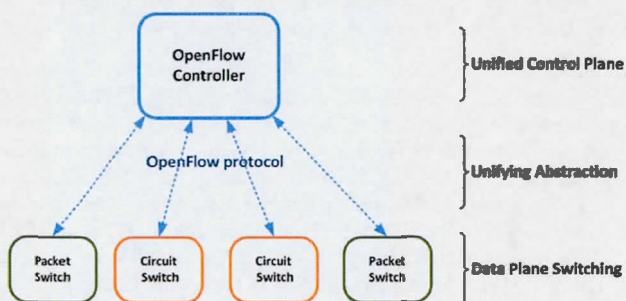 OpenFlow
Controller
Unified Control Plane
OpenFlow protocol
Unifying Abstraction
Packet
Switch
Circuit
Switch
Circuit
Switch
Packet
Switch
Data Plane Switching